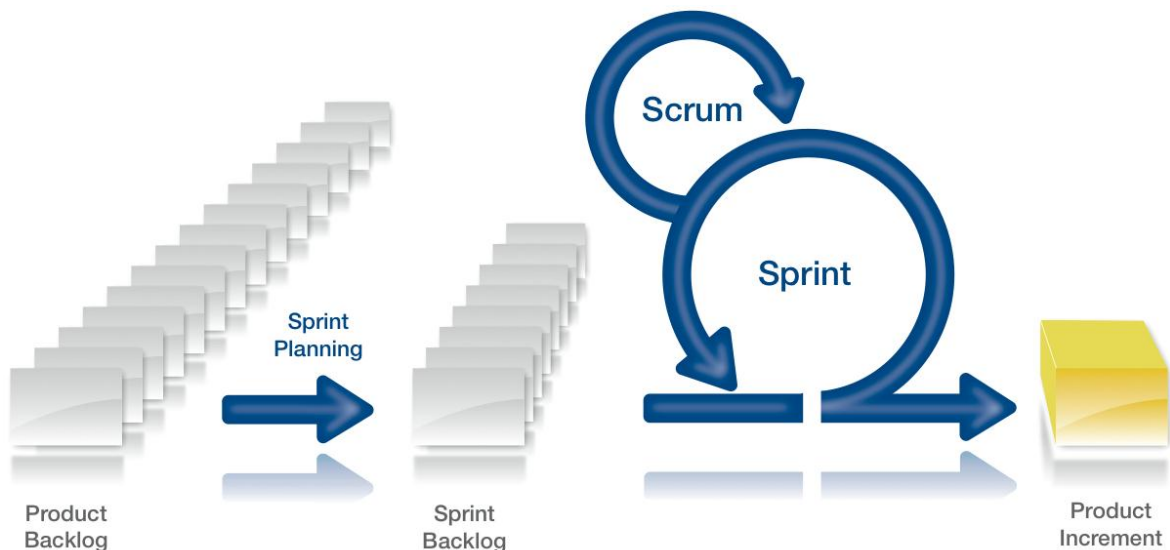 Scrum
Sprint
Sprint
Planning
Product
Backlog
Sprint
Backlog
Product
Increment